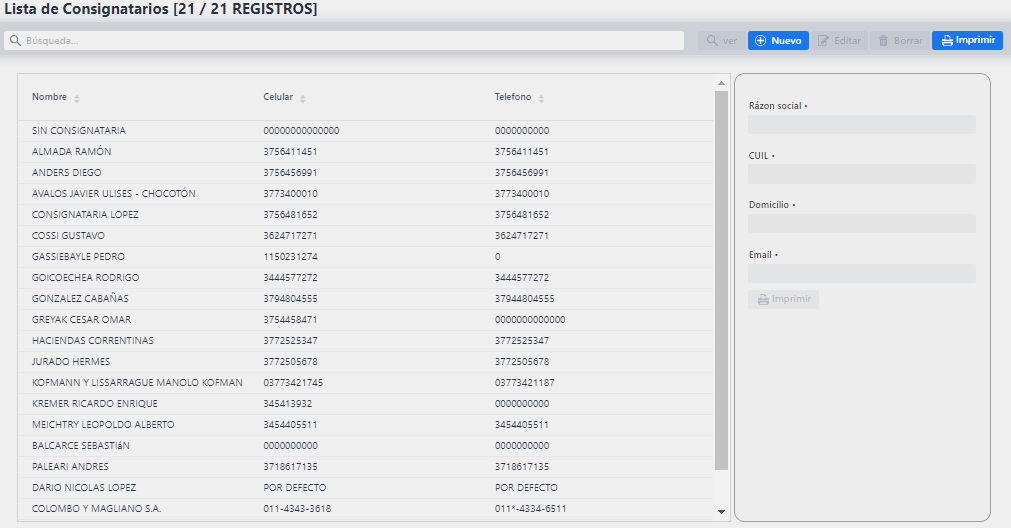 Lista de Consignatarios [21 / 21 REGISTROS]
Búsqueda... ver Nuevo Editar Borrar Imprimir
Nombre Celular Telefono
SIN CONSIGNATARIA 00000000000000 0000000000
ALMADA RAMÓN 3756411451 3756411451
ANDERS DIEGO 3756456991 3756456991
AVALOS JAVIER ULISES - CHOCOTÓN 3773400010 3773400010
CONSIGNATARIA LOPEZ 3756481652 3756481652
COSSI GUSTAVO 3624717271 3624717271
GASSIEBAYLE PEDRO 1150231274 0
GOICOECHEA RODRIGO 3444577272 3444577272
GONZALEZ CABAÑAS 3794804555 37944804555
GREYAK CESAR OMAR 3754458471 0000000000000
HACIENDAS CORRENTINAS 3772525347 3772525347
JURADO HERMES 3772505678 3772505678
KOFMANN Y LISSARRAGUE MANOLO KOFMAN 03773421745 03773421187
KREMER RICARDO ENRIQUE 345413932 0000000000
MEICHTRY LEOPOLDO ALBERTO 3454405511 3454405511
BALCARCE SEBASTIáN 0000000000 0000000000
PALEARI ANDRES 3718617135 3718617135
DARIO NICOLAS LOPEZ POR DEFECTO POR DEFECTO
COLOMBO Y MAGLIANO S.A. 011-4343-3618 011*-4334-6511
Rázon social •
CUIL •
Domicilio •
Email •
Imprimir